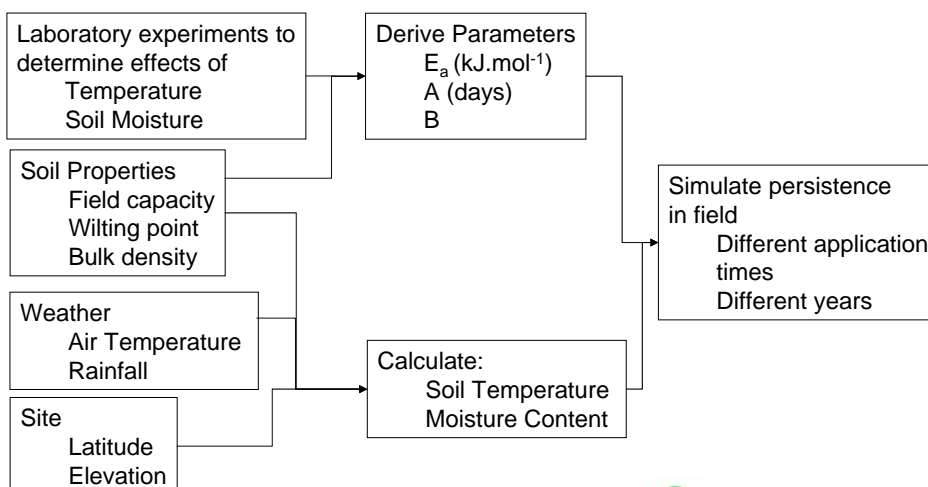 Laboratory experiments to
determine effects of
Temperature
Soil Moisture
Derive Parameters
Eₐ (kJ.mol⁻¹)
A (days)
B
Soil Properties
Field capacity
Wilting point
Bulk density
Simulate persistence
in field
Different application
times
Different years
Weather
Air Temperature
Rainfall
Calculate:
Soil Temperature
Moisture Content
Site
Latitude
Elevation